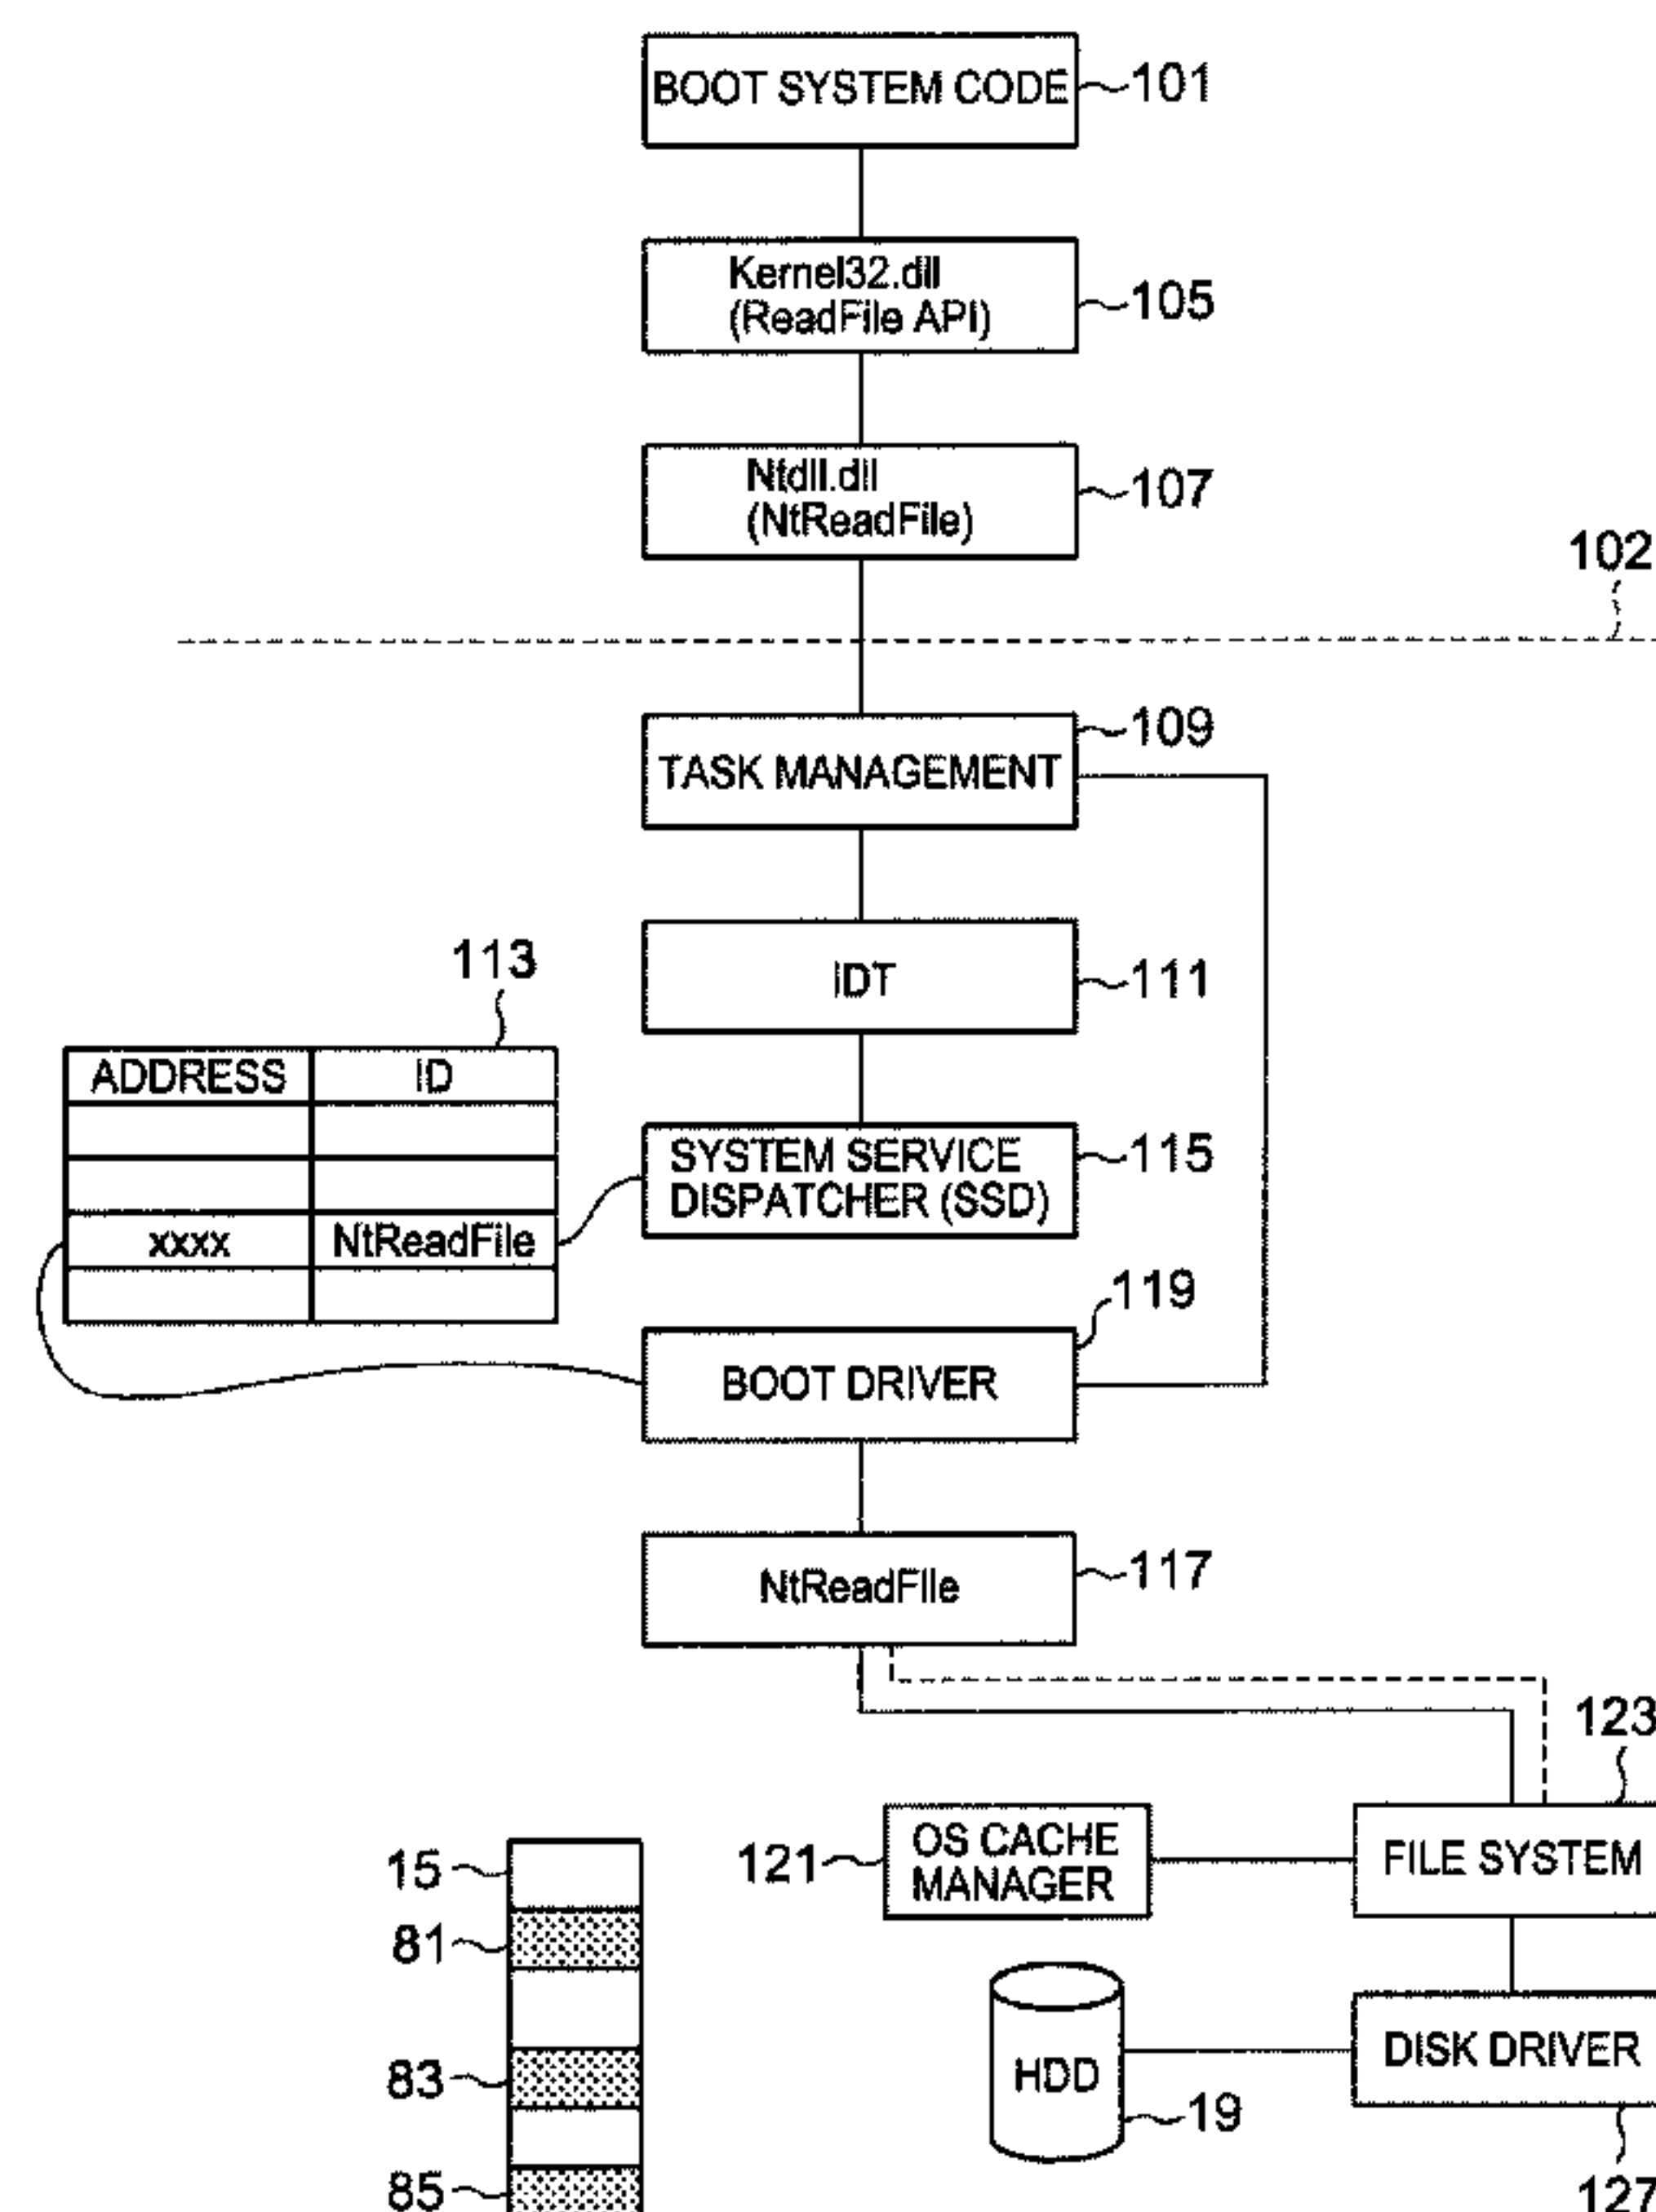 BOOT SYSTEM CODE
101
Kernel32.dll
(ReadFile API)
105
Ntdll.dll
(NtReadFile)
107
102
TASK MANAGEMENT
109
IDT
111
113
ADDRESS ID
xxxx NtReadFile
SYSTEM SERVICE
DISPATCHER (SSD)
115
119
BOOT DRIVER
NtReadFile
117
123
15
81
83
85
121
OS CACHE
MANAGER
FILE SYSTEM
HDD
19
DISK DRIVER
127